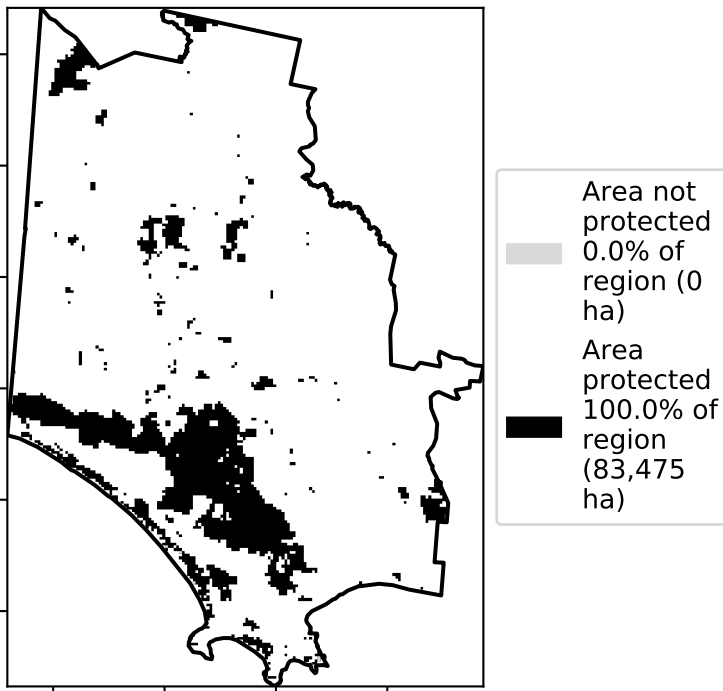 Area not
protected
0.0% of
region (0
ha)
Area
protected
100.0% of
region
(83,475
ha)